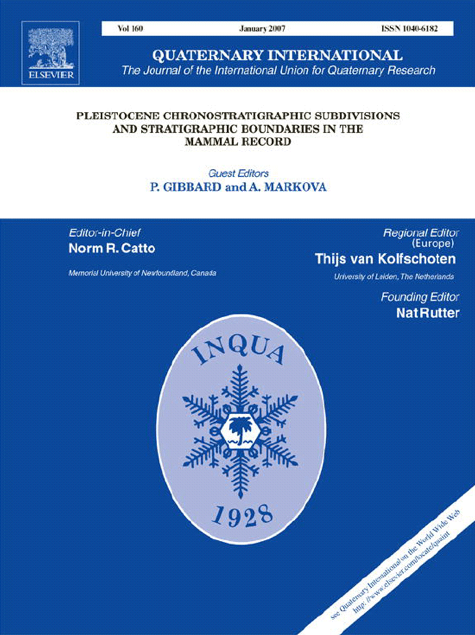 Vol 160
January 2007
ISSN 1040-6182
ELSEVIER
QUATERNARY INTERNATIONAL
The Journal of the International Union for Quaternary Research
PLEISTOCENE CHRONOSTRATIGRAPHIC SUBDIVISIONS
AND STRATIGRAPHIC BOUNDARIES IN THE
MAMMAL RECORD
Guest Editors
P. GIBBARD and A. MARKOVA
Editor-in-Chief
Norm R. Catto
Memorial University of Newfoundland, Canada
Regional Editor
(Europe)
Thijs van Kolfschoten
University of Leiden, The Netherlands
Founding Editor
Nat Rutter
INQUA
1928
see Quaternary International on the World Wide Web
http://www.elsevier.com/locate/quaint